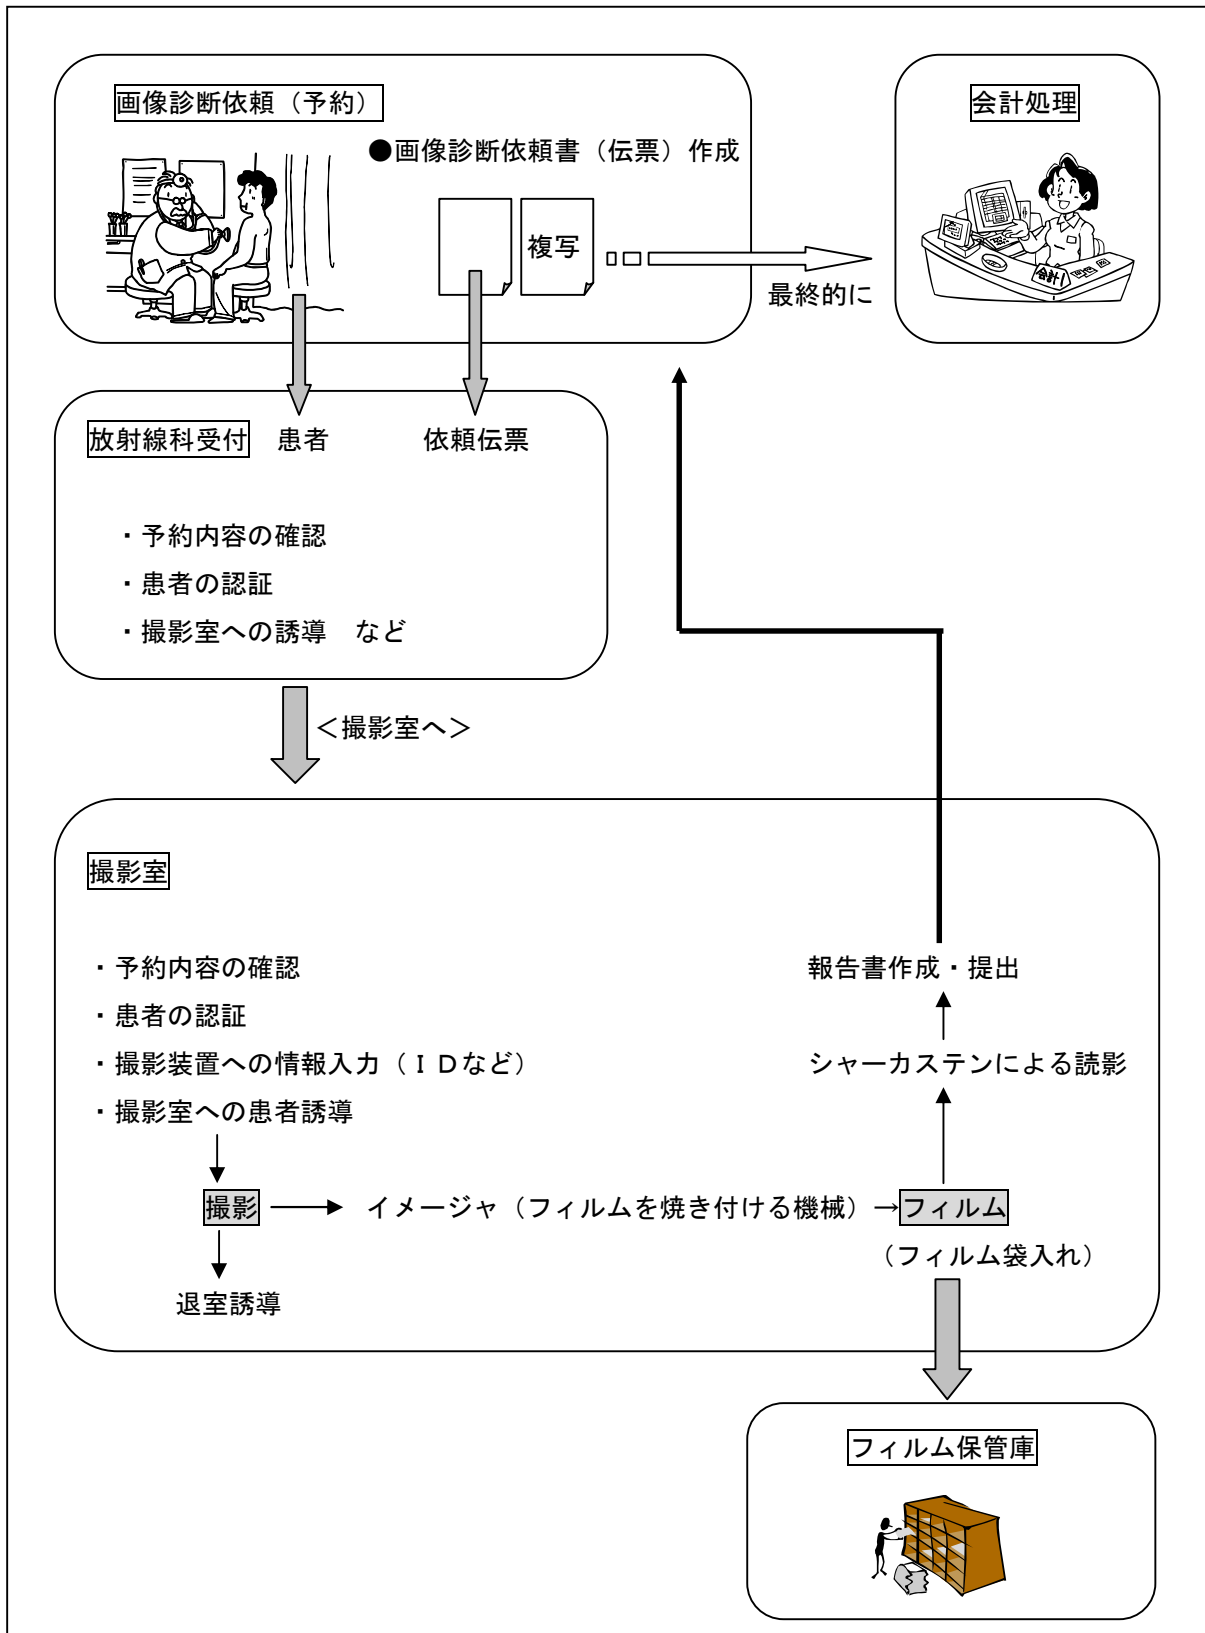 画像診断依頼（予約）
●画像診断依頼書（伝票）作成
複写
最終的に
会計処理
会計
放射線科受付
患者
依頼伝票
・予約内容の確認
・患者の認証
・撮影室への誘導　など
＜撮影室へ＞
撮影室
・予約内容の確認
・患者の認証
・撮影装置への情報入力（ＩＤなど）
・撮影室への患者誘導
撮影
退室誘導
イメージャ（フィルムを焼き付ける機械）→フィルム
（フィルム袋入れ）
シャーカステンによる読影
報告書作成・提出
フィルム保管庫